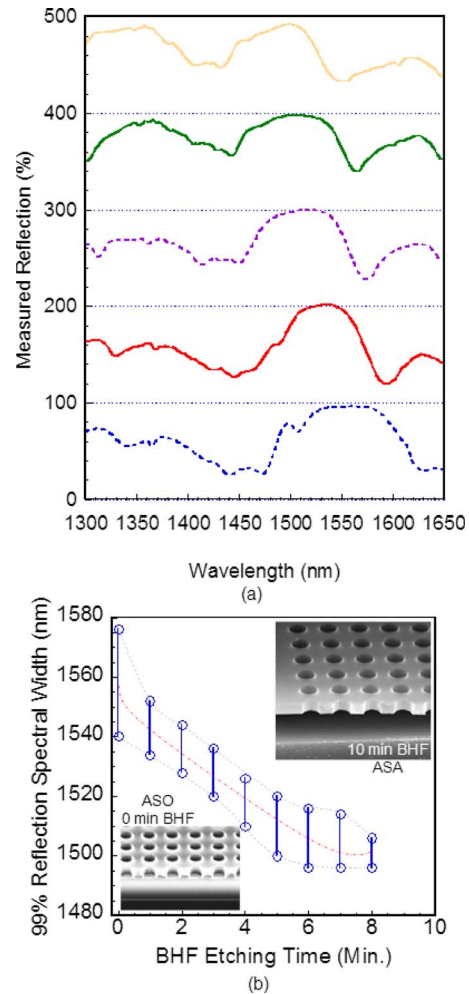 500
400
300
200
100
0
Measured Reflection (%)
1300 1350 1400 1450 1500 1550 1600 1650
Wavelength (nm)
(a)
99% Reflection Spectral Width (nm)
1580
1560
1540
1520
1500
1480
10 min BHF
ASA
ASO
0 min BHF
0 2 4 6 8 10
BHF Etching Time (Min.)
(b)